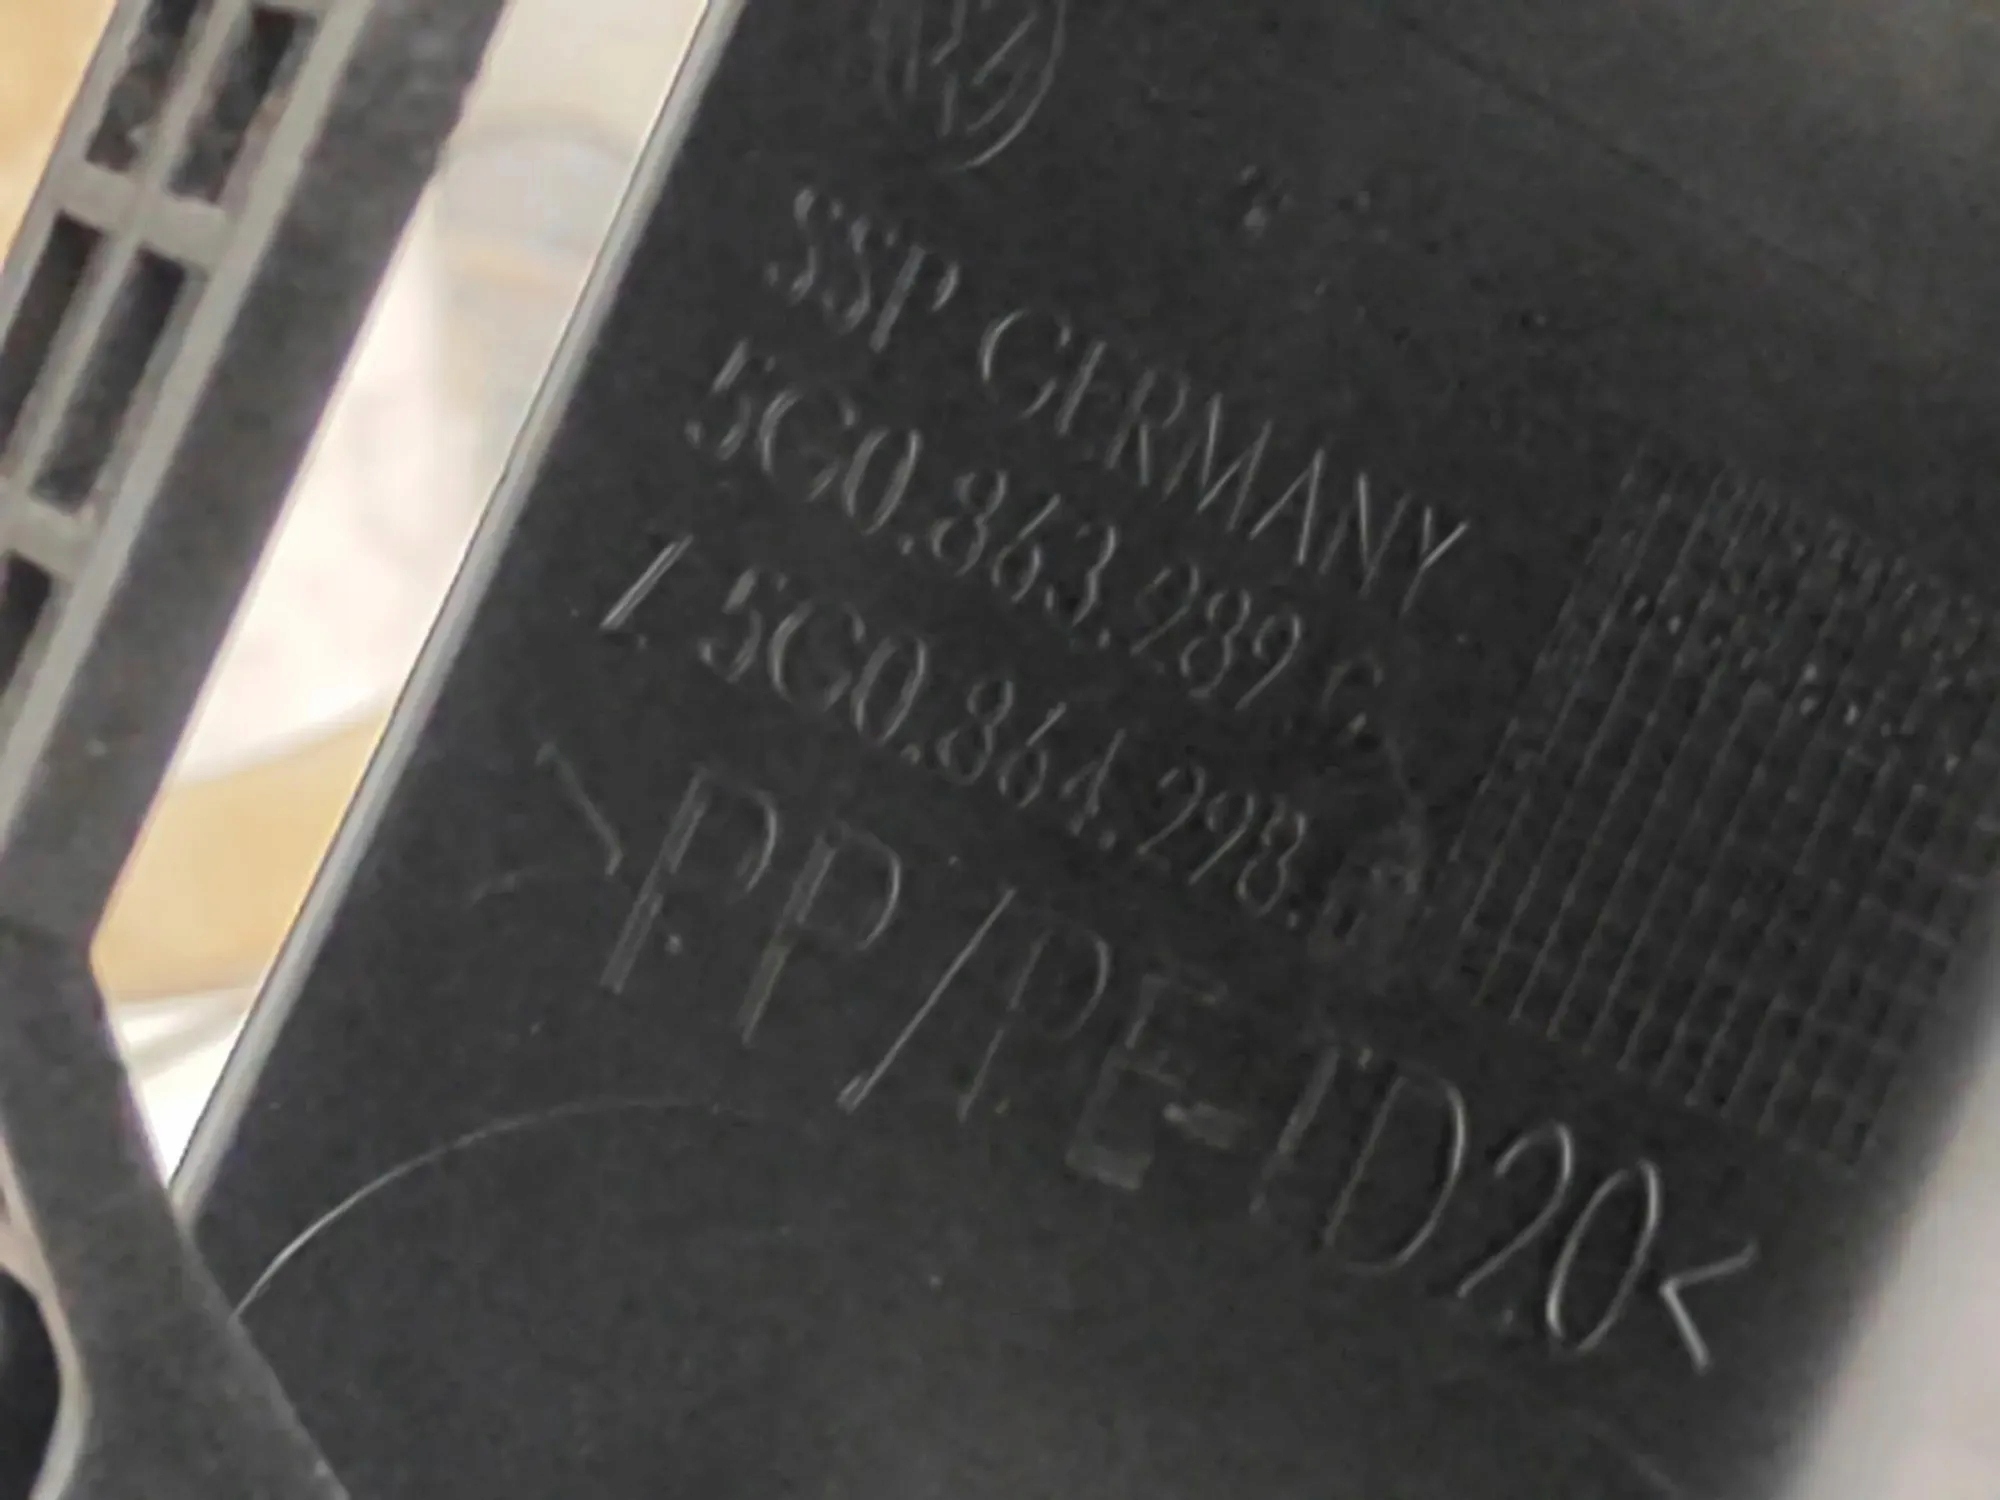 SSP GERMANY
5G0.863.289.
/ 5G0.864.298.
>PP/PE-TD20<